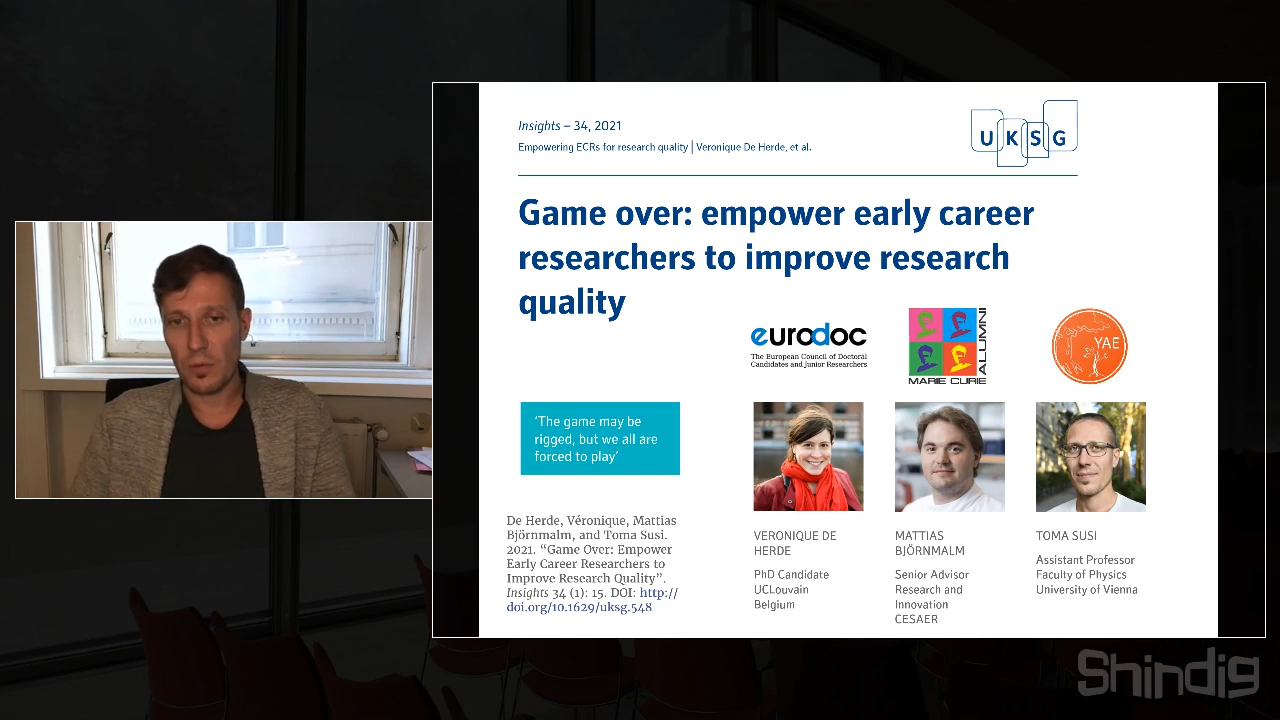 Insights – 34, 2021
Empowering ECRs for research quality | Veronique De Herde, et al.
UKSG
Game over: empower early career
researchers to improve research
quality
eurodoc
The European Council of Doctoral
Candidates and Junior Researchers
MARIE CURIE
ALUMNI
YAE
‘The game may be
rigged, but we all are
forced to play’
De Herde, Véronique, Mattias
Björnmalm, and Toma Susi.
2021. “Game Over: Empower
Early Career Researchers to
Improve Research Quality”.
Insights 34 (1): 15. DOI: http://
doi.org/10.1629/uksg.548
VERONIQUE DE
HERDE
PhD Candidate
UCLouvain
Belgium
MATTIAS
BJÖRNMALM
Senior Advisor
Research and
Innovation
CESAER
TOMA SUSI
Assistant Professor
Faculty of Physics
University of Vienna
Shindig